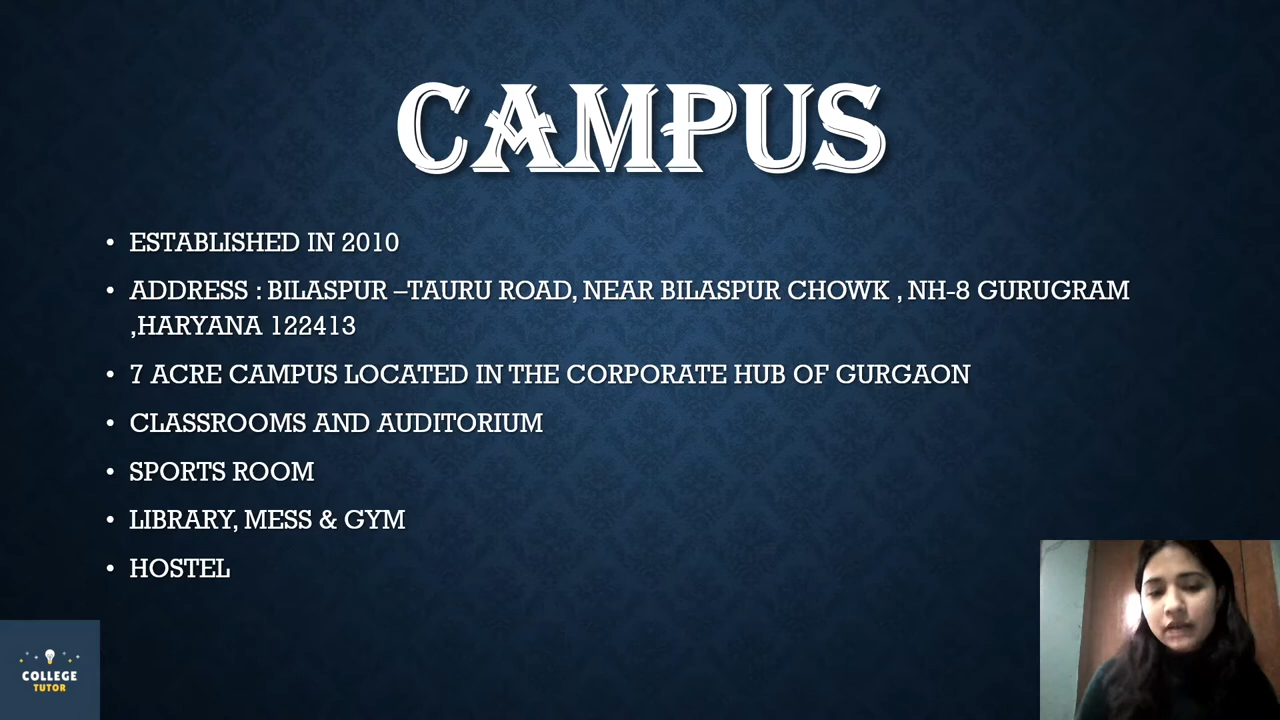 CAMPUS
• ESTABLISHED IN 2010
• ADDRESS : BILASPUR –TAURU ROAD, NEAR BILASPUR CHOWK , NH-8 GURUGRAM
,HARYANA 122413
• 7 ACRE CAMPUS LOCATED IN THE CORPORATE HUB OF GURGAON
• CLASSROOMS AND AUDITORIUM
• SPORTS ROOM
• LIBRARY, MESS & GYM
• HOSTEL
COLLEGE
TUTOR